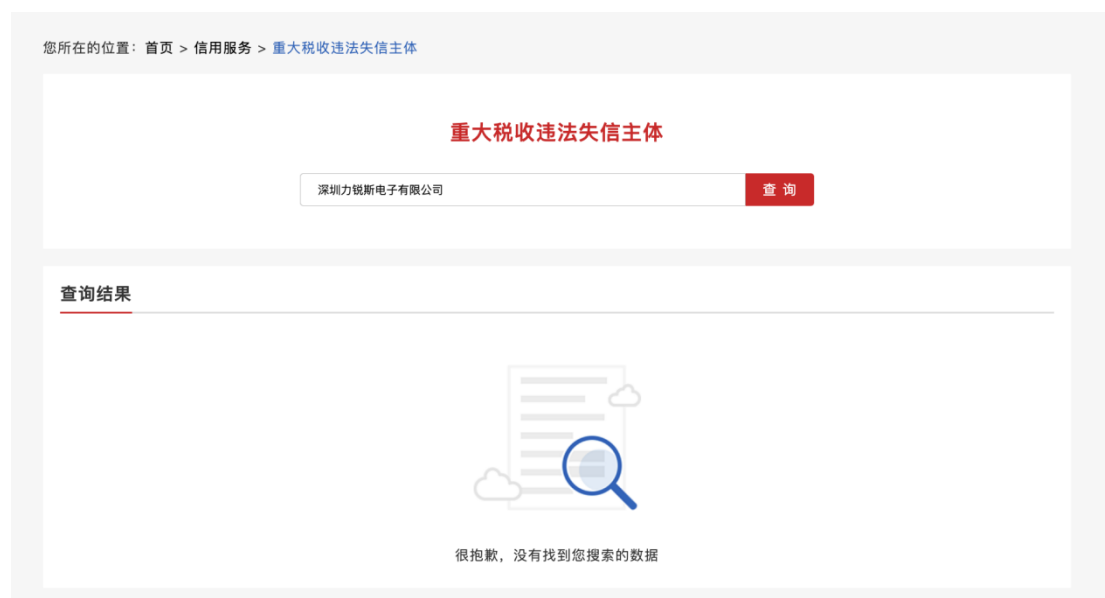 您所在的位置：首页 > 信用服务 > 重大税收违法失信主体
重大税收违法失信主体
深圳力锐斯电子有限公司
查询
查询结果
很抱歉，没有找到您搜索的数据